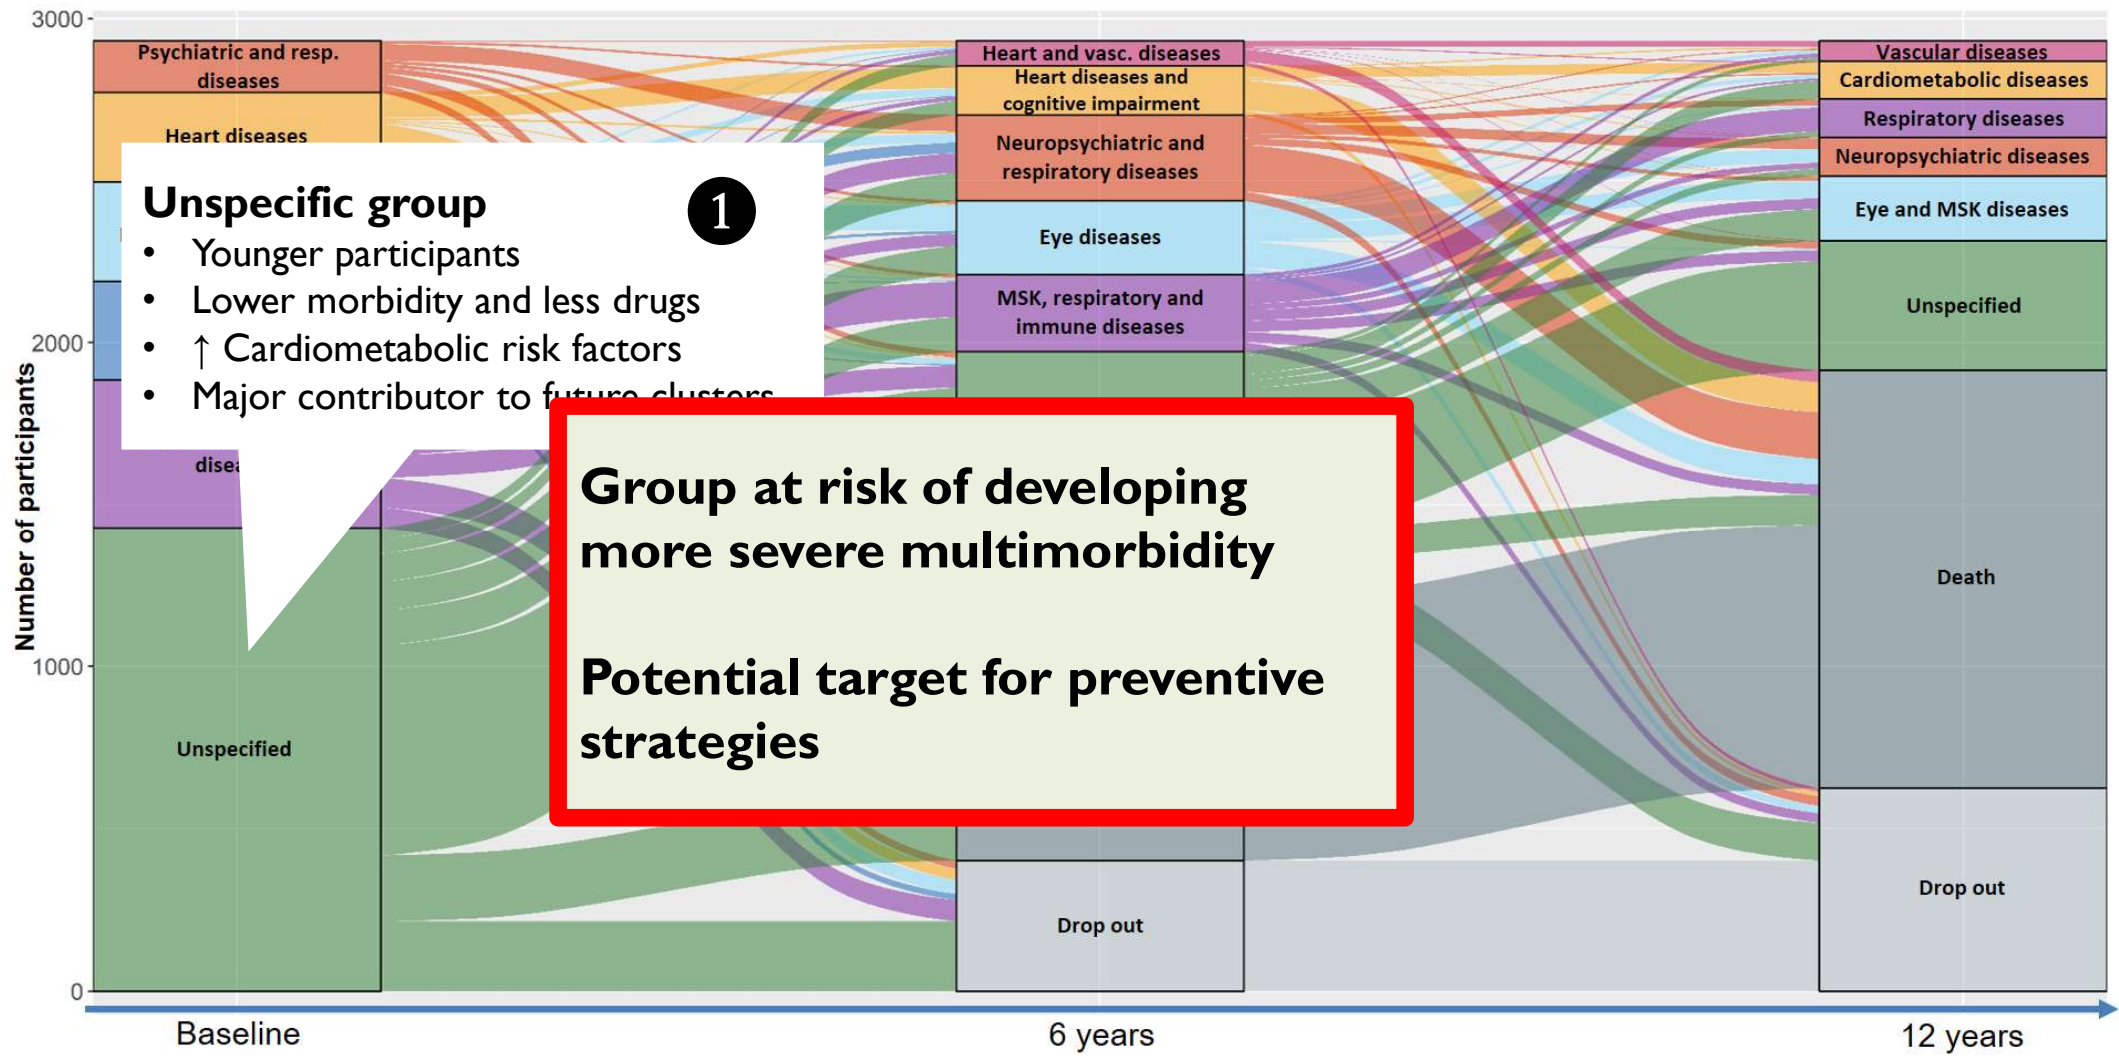 3000
2000
1000
0
Number of participants
Psychiatric and resp.
diseases
Heart diseases
Unspecified
Unspecific group
1
• Younger participants
• Lower morbidity and less drugs
• ↑ Cardiometabolic risk factors
• Major contributor to future clusters
Group at risk of developing
more severe multimorbidity
Potential target for preventive
strategies
Heart and vasc. diseases
Heart diseases and
cognitive impairment
Neuropsychiatric and
respiratory diseases
Eye diseases
MSK, respiratory and
immune diseases
Drop out
Vascular diseases
Cardiometabolic diseases
Respiratory diseases
Neuropsychiatric diseases
Eye and MSK diseases
Unspecified
Death
Drop out
Baseline
6 years
12 years